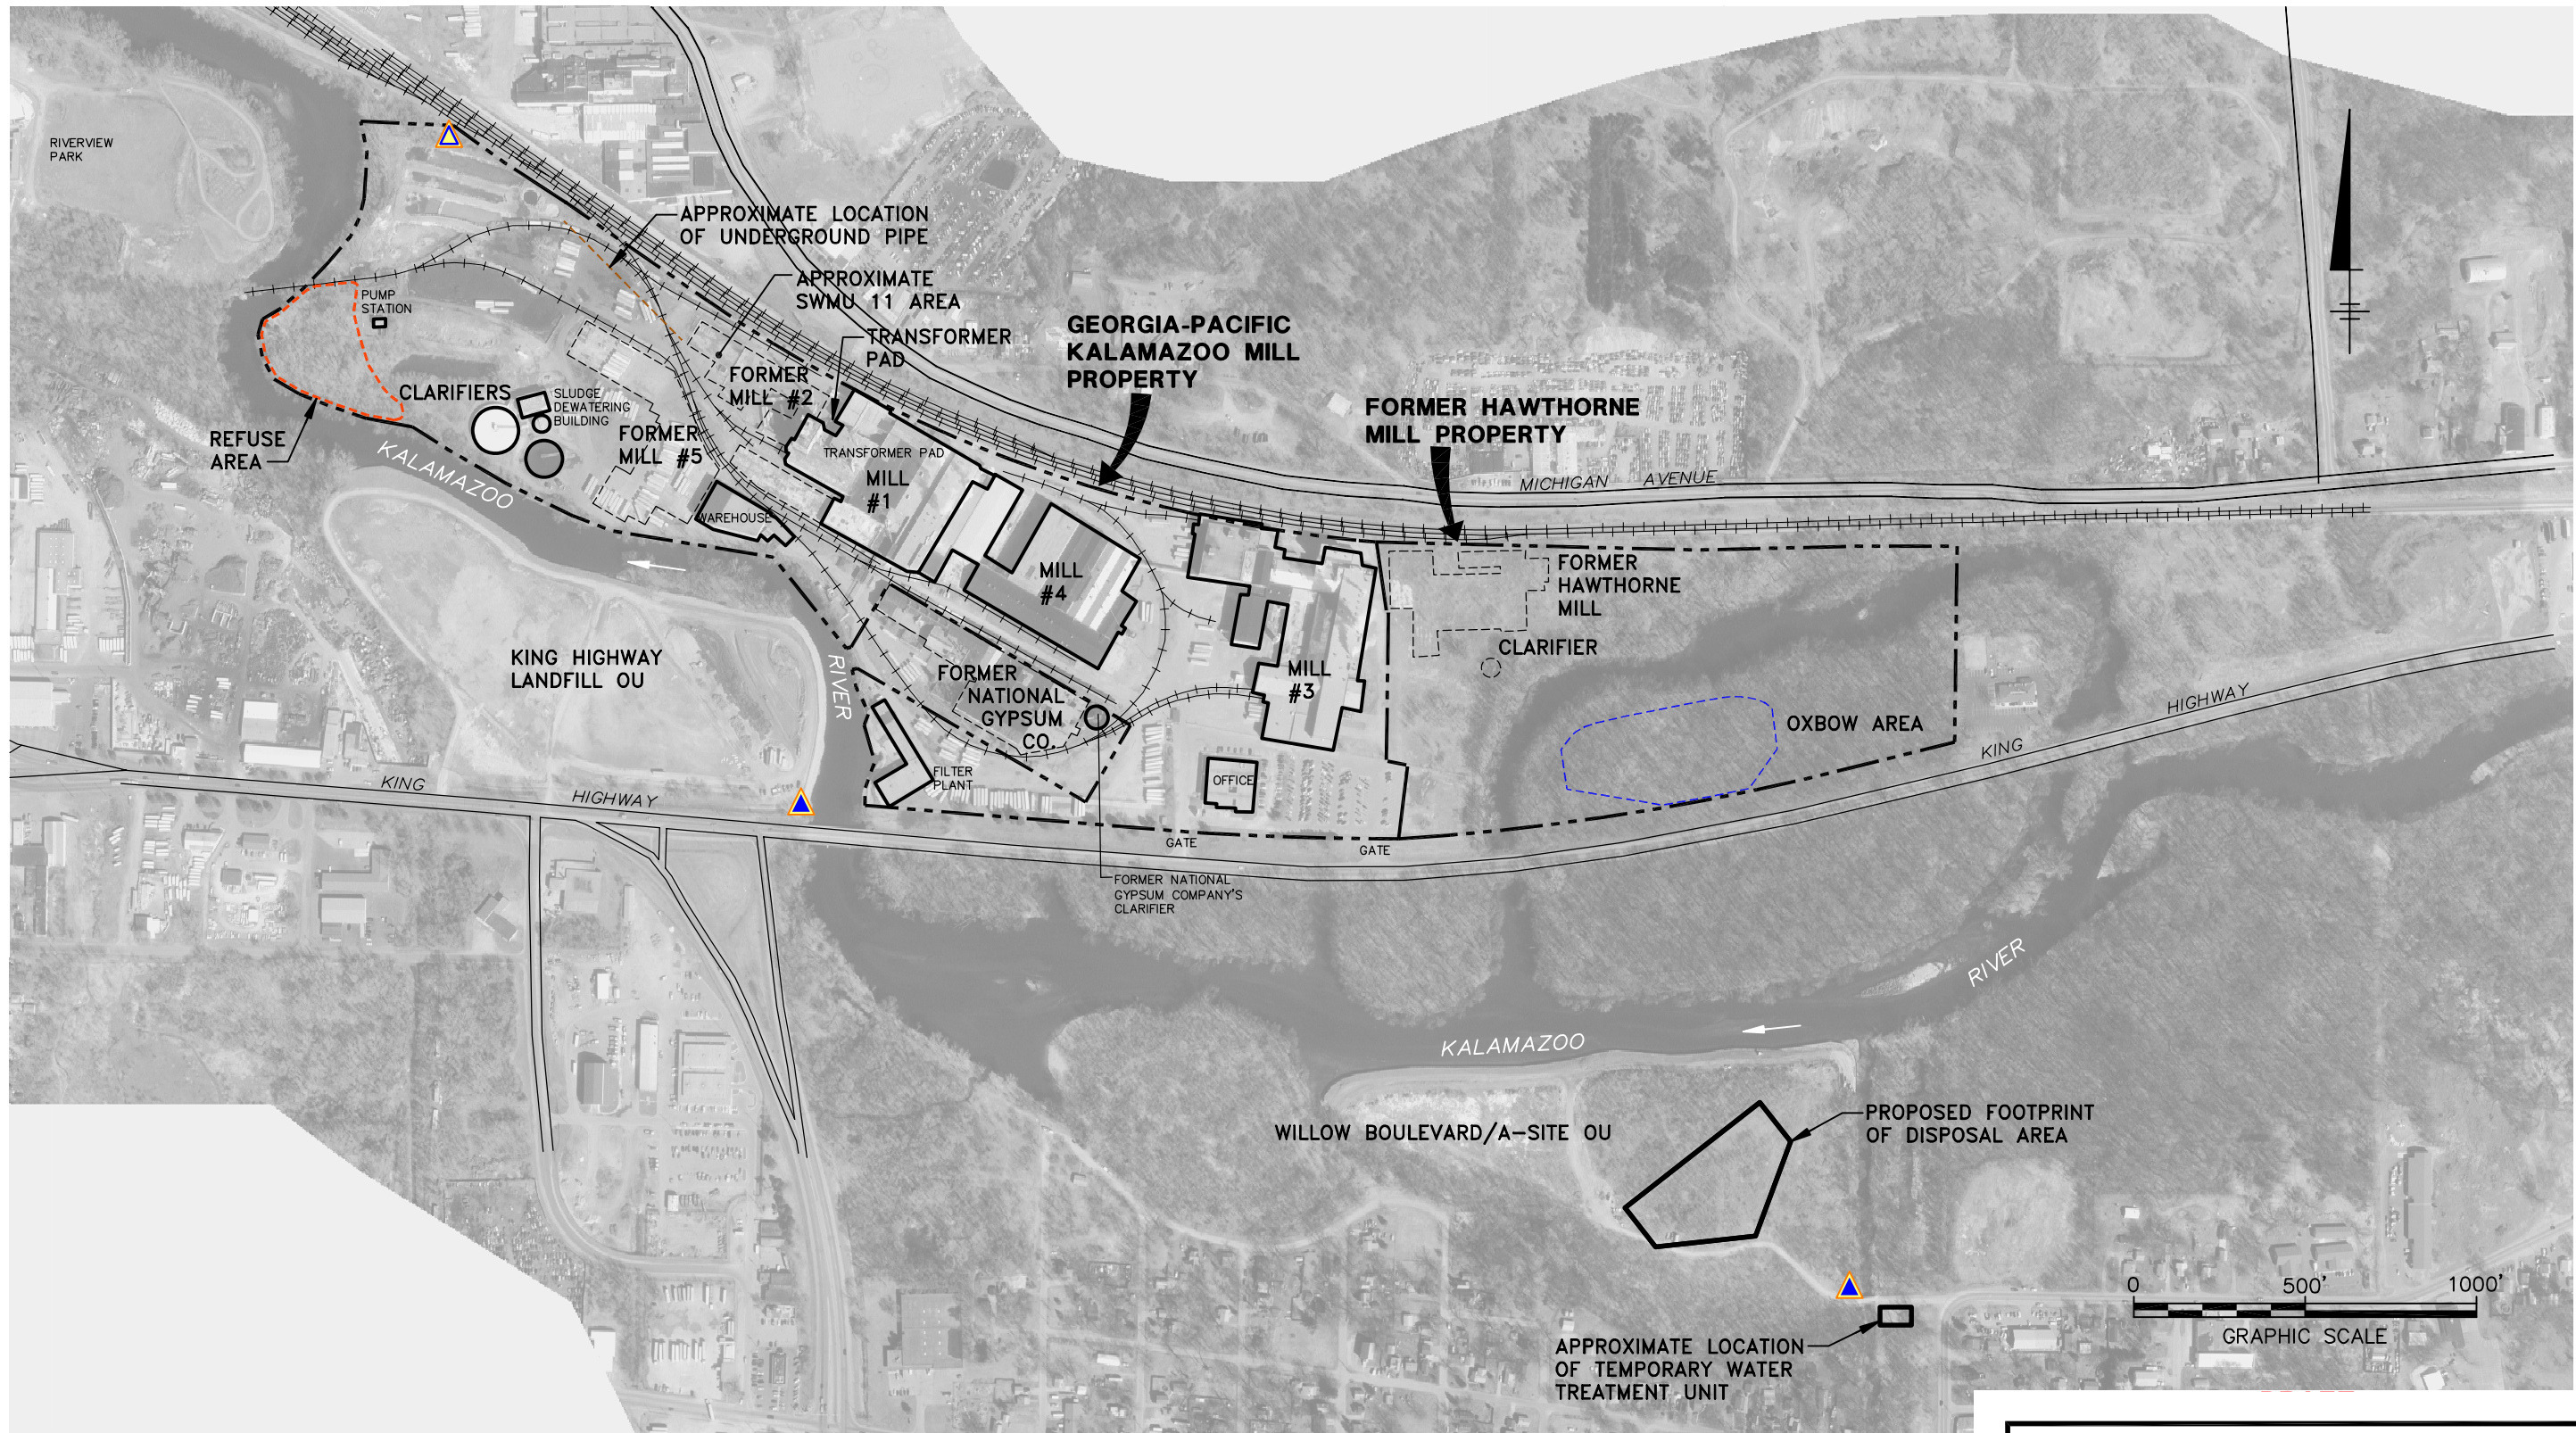 RIVERVIEW
PARK
APPROXIMATE LOCATION
OF UNDERGROUND PIPE
APPROXIMATE
SWMU 11 AREA
PUMP
STATION
TRANSFORMER
PAD
GEORGIA-PACIFIC
KALAMAZOO MILL
PROPERTY
FORMER
MILL #2
CLARIFIERS
SLUDGE
DEWATERING
BUILDING
FORMER HAWTHORNE
MILL PROPERTY
REFUSE
AREA
FORMER
MILL #5
KALAMAZOO
TRANSFORMER PAD
MILL
#1
MICHIGAN AVENUE
WAREHOUSE
MILL
#4
FORMER
HAWTHORNE
MILL
CLARIFIER
KING HIGHWAY
LANDFILL OU
RIVER
FORMER
NATIONAL
GYPSUM
CO.
MILL
#3
OXBOW AREA
HIGHWAY
KING
KING
HIGHWAY
FILTER
PLANT
OFFICE
GATE
GATE
FORMER NATIONAL
GYPSUM COMPANY'S
CLARIFIER
RIVER
KALAMAZOO
WILLOW BOULEVARD/A-SITE OU
PROPOSED FOOTPRINT
OF DISPOSAL AREA
0 500' 1000'
GRAPHIC SCALE
APPROXIMATE LOCATION
OF TEMPORARY WATER
TREATMENT UNIT